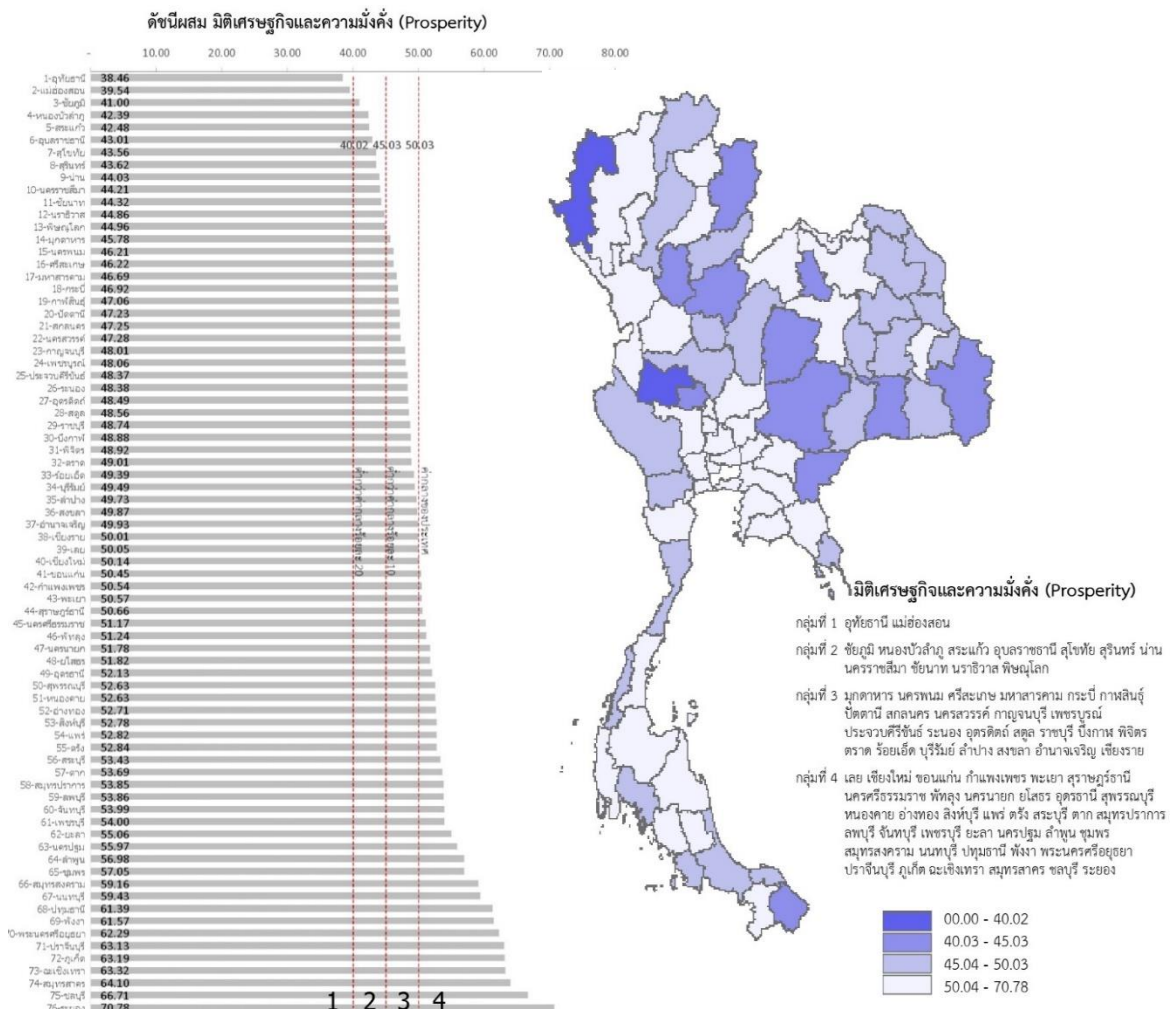 ดัชนีผสม มิติเศรษฐกิจและความมั่งคั่ง (Prosperity)
- 10.00 20.00 30.00 40.00 50.00 60.00 70.00 80.00
1-อุทัยธานี 38.46
2-แม่ฮ่องสอน 39.54
3-ชัยภูมิ 41.00
4-หนองบัวลำภู 42.39
5-สระแก้ว 42.48
6-อุบลราชธานี 43.01
40.02 45.03 50.03
7-สุโขทัย 43.56
8-สุรินทร์ 43.62
9-น่าน 44.03
10-นครราชสีมา 44.21
11-ชัยนาท 44.32
12-นราธิวาส 44.86
13-พิษณุโลก 44.96
14-มุกดาหาร 45.78
15-นครพนม 46.21
16-ศรีสะเกษ 46.22
17-มหาสารคาม 46.69
18-กระบี่ 46.92
19-กาฬสินธุ์ 47.06
20-ปัตตานี 47.23
21-สกลนคร 47.25
22-นครสวรรค์ 47.28
23-กาญจนบุรี 48.01
24-เพชรบูรณ์ 48.06
25-ประจวบคีรีขันธ์ 48.37
26-ระนอง 48.38
27-อุตรดิตถ์ 48.49
28-สตูล 48.56
29-ราชบุรี 48.74
30-บึงกาฬ 48.88
31-พิจิตร 48.92
32-ตราด 49.01
33-ร้อยเอ็ด 49.39
34-บุรีรัมย์ 49.49
35-ลำปาง 49.73
36-สงขลา 49.87
37-อำนาจเจริญ 49.93
38-เชียงราย 50.01
39-เลย 50.05
40-เชียงใหม่ 50.14
41-ขอนแก่น 50.45
42-กำแพงเพชร 50.54
43-พะเยา 50.57
44-สุราษฎร์ธานี 50.66
45-นครศรีธรรมราช 51.17
46-พัทลุง 51.24
47-นครนายก 51.78
48-ยโสธร 51.82
49-อุดรธานี 52.13
50-สุพรรณบุรี 52.63
51-หนองคาย 52.63
52-อ่างทอง 52.71
53-สิงห์บุรี 52.78
54-แพร่ 52.82
55-ตรัง 52.84
56-สระบุรี 53.43
57-ตาก 53.69
58-สมุทรปราการ 53.85
59-ลพบุรี 53.86
60-จันทบุรี 53.99
61-เพชรบุรี 54.00
62-ยะลา 55.06
63-นครปฐม 55.97
64-ลำพูน 56.98
65-ชุมพร 57.05
66-สมุทรสงคราม 59.16
67-นนทบุรี 59.43
68-ปทุมธานี 61.39
69-พังงา 61.57
70-พระนครศรีอยุธยา 62.29
71-ปราจีนบุรี 63.13
72-ภูเก็ต 63.19
73-ฉะเชิงเทรา 63.32
74-สมุทรสาคร 64.10
75-ชลบุรี 66.71
76-ระยอง 70.78
1 2 3 4
มิติเศรษฐกิจและความมั่งคั่ง (Prosperity)
กลุ่มที่ 1 อุทัยธานี แม่ฮ่องสอน
กลุ่มที่ 2 ชัยภูมิ หนองบัวลำภู สระแก้ว อุบลราชธานี สุโขทัย สุรินทร์ น่าน
นครราชสีมา ชัยนาท นราธิวาส พิษณุโลก
กลุ่มที่ 3 มุกดาหาร นครพนม ศรีสะเกษ มหาสารคาม กระบี่ กาฬสินธุ์
ปัตตานี สกลนคร นครสวรรค์ กาญจนบุรี เพชรบูรณ์
ประจวบคีรีขันธ์ ระนอง อุตรดิตถ์ สตูล ราชบุรี บึงกาฬ พิจิตร
ตราด ร้อยเอ็ด บุรีรัมย์ ลำปาง สงขลา อำนาจเจริญ เชียงราย
กลุ่มที่ 4 เลย เชียงใหม่ ขอนแก่น กำแพงเพชร พะเยา สุราษฎร์ธานี
นครศรีธรรมราช พัทลุง นครนายก ยโสธร อุดรธานี สุพรรณบุรี
หนองคาย อ่างทอง สิงห์บุรี แพร่ ตรัง สระบุรี ตาก สมุทรปราการ
ลพบุรี จันทบุรี เพชรบุรี ยะลา นครปฐม ลำพูน ชุมพร
สมุทรสงคราม นนทบุรี ปทุมธานี พังงา พระนครศรีอยุธยา
ปราจีนบุรี ภูเก็ต ฉะเชิงเทรา สมุทรสาคร ชลบุรี ระยอง
00.00 - 40.02
40.03 - 45.03
45.04 - 50.03
50.04 - 70.78